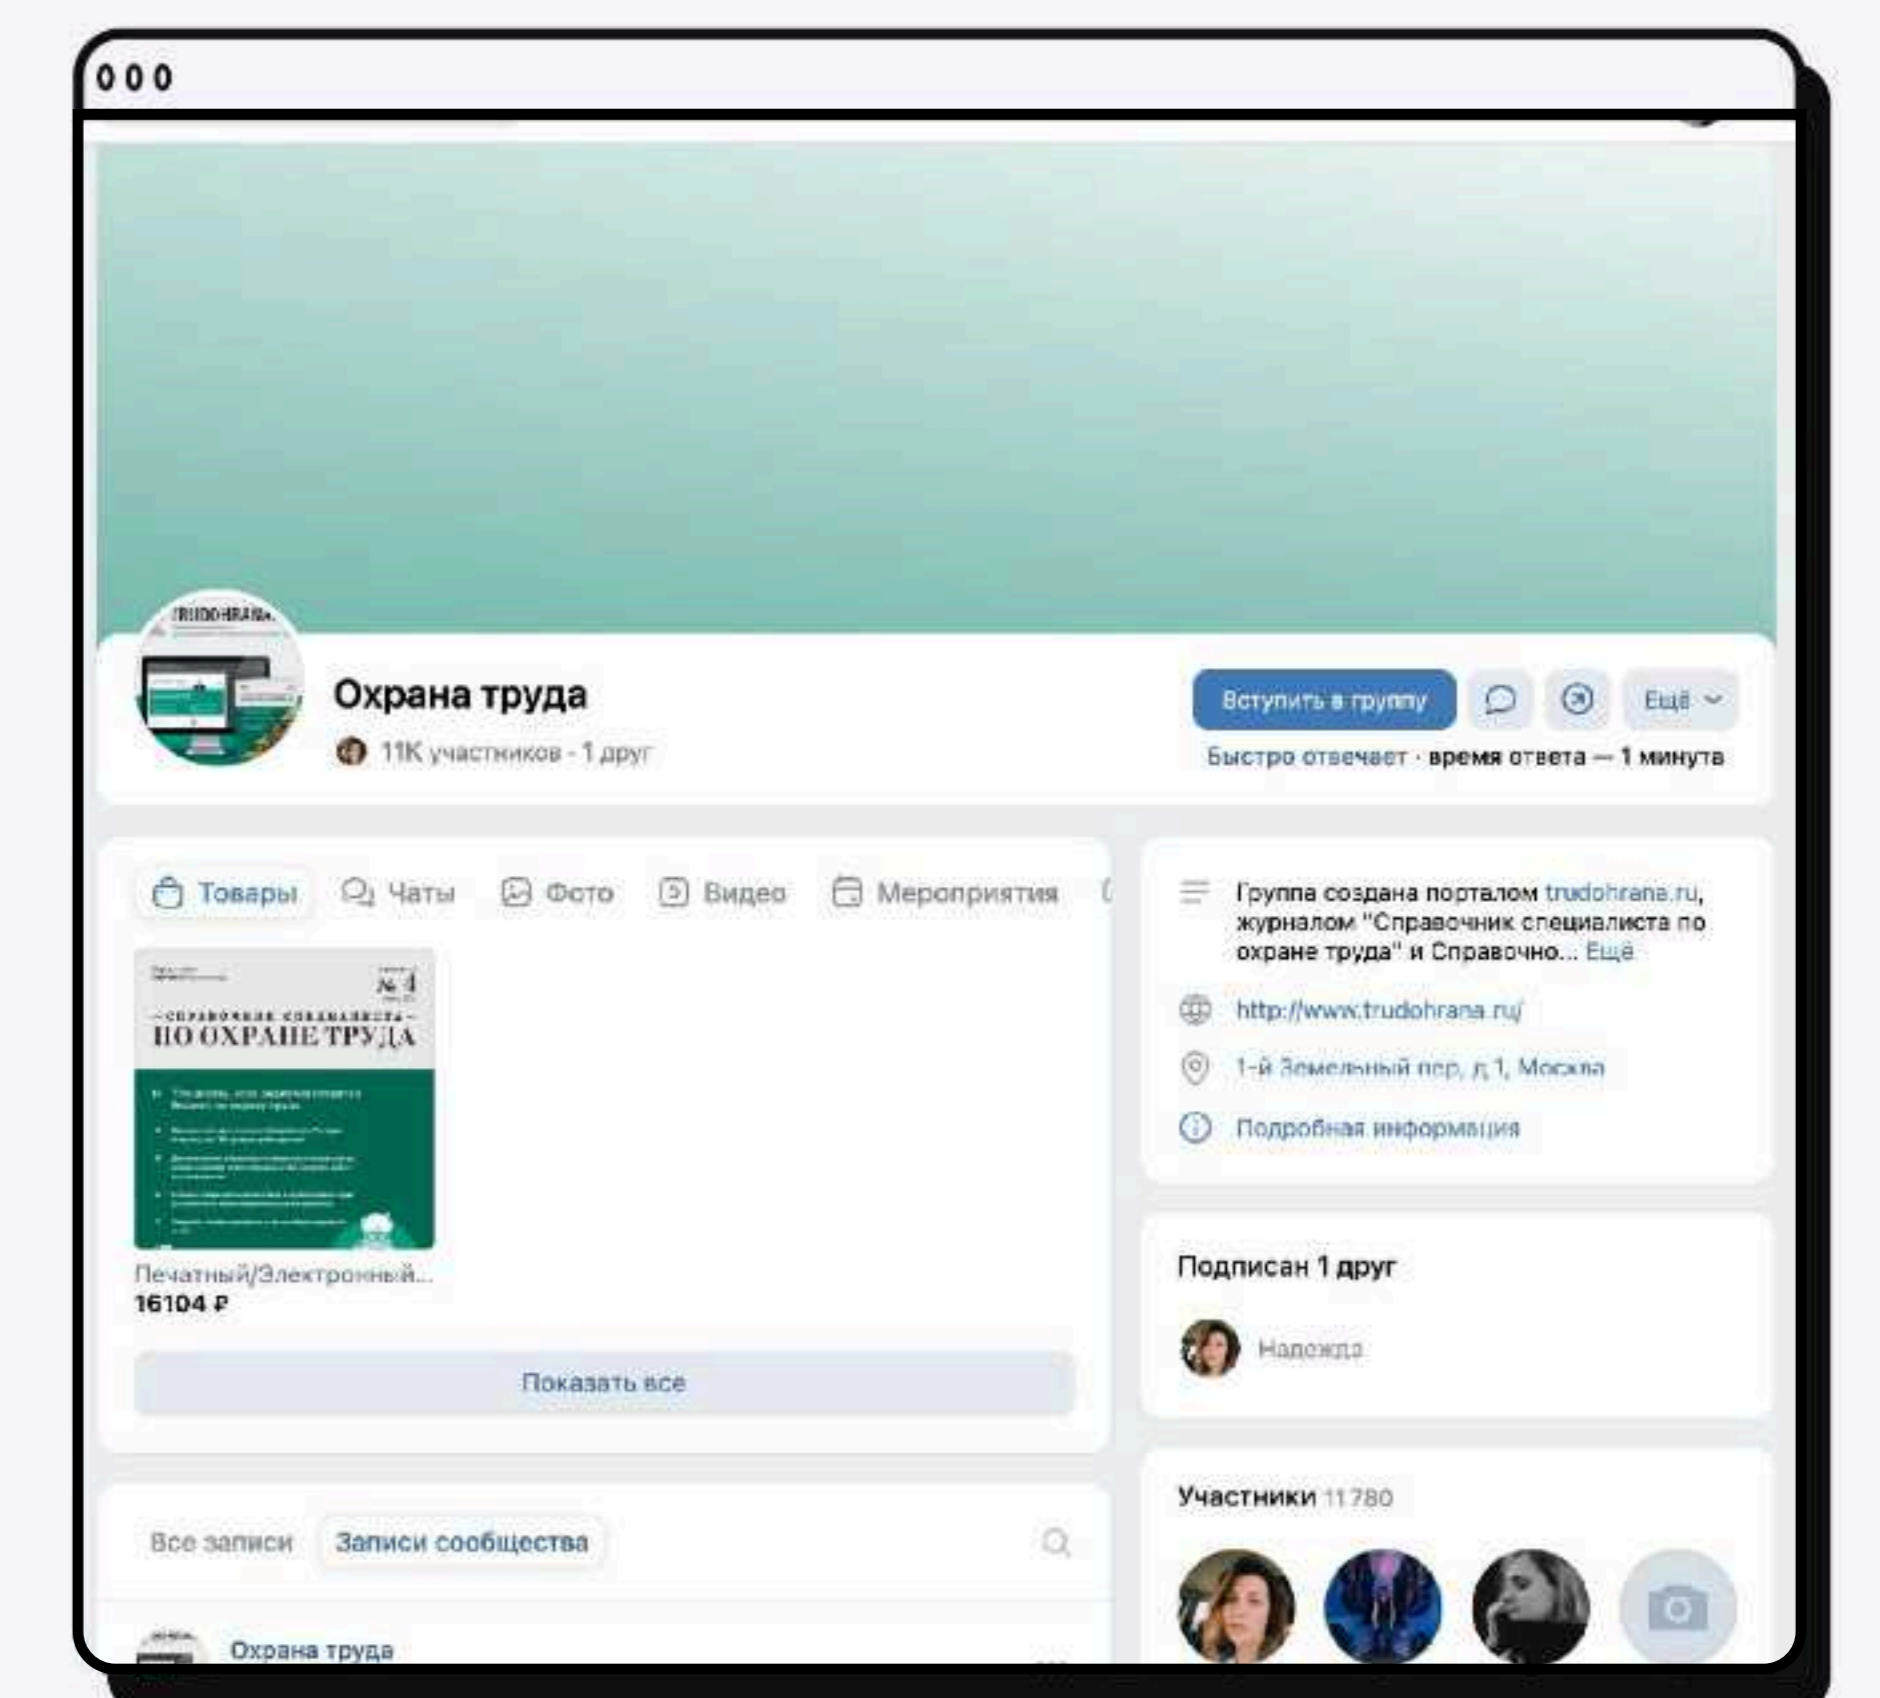 TRUDOHRANA.
Охрана труда
11K участников - 1 друг
Вступить в группу
Ещё
Быстро отвечает · время ответа — 1 минута
Товары
Чаты
Фото
Видео
Мероприятия
№ 4
СПРАВОЧНИК СПЕЦИАЛИСТА
ПО ОХРАНЕ ТРУДА
Печатный/Электронный...
16104 ₽
Показать все
Все записи
Записи сообщества
Охрана труда
Группа создана порталом trudohrana.ru,
журналом "Справочник специалиста по
охране труда" и Справочно... Ещё
http://www.trudohrana.ru/
1-й Земельный пер, д 1, Москва
Подробная информация
Подписан 1 друг
Надежда
Участники 11 780